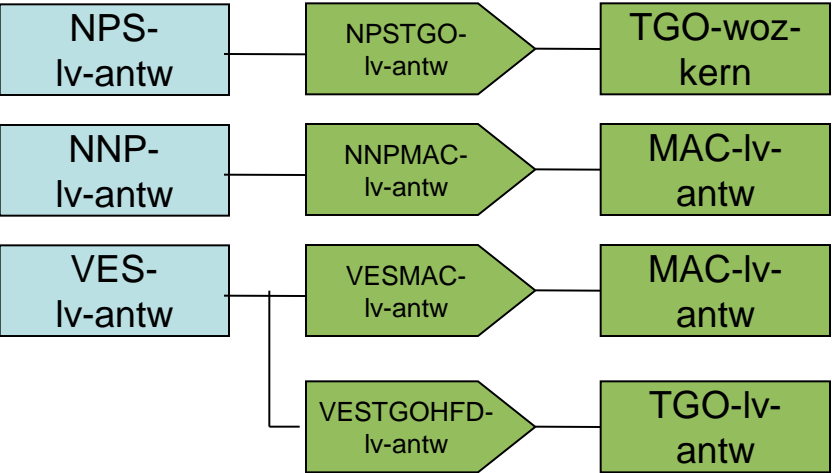 NPS-
lv-antw
NPSTGO-
lv-antw
TGO-woz-
kern
NNP-
lv-antw
NNPMAC-
lv-antw
MAC-lv-
antw
VES-
lv-antw
VESMAC-
lv-antw
MAC-lv-
antw
VESTGOHFD-
lv-antw
TGO-lv-
antw